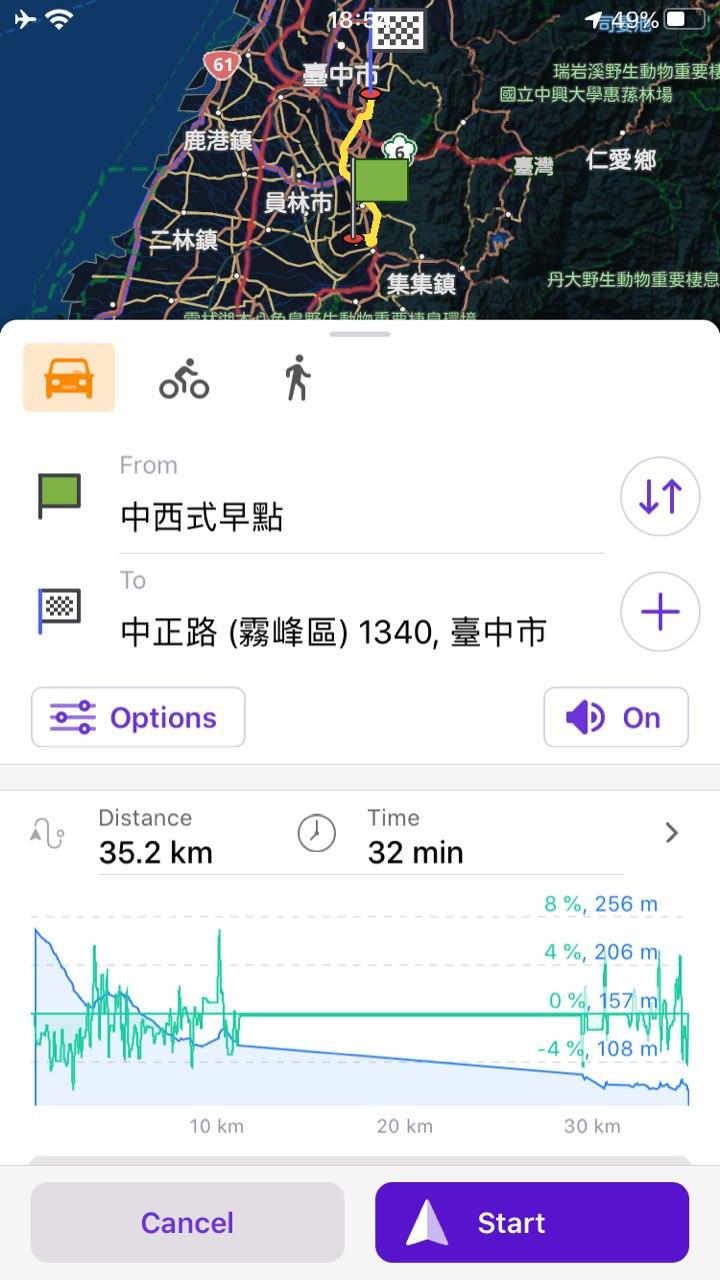 49%
61
臺中市
瑞岩溪野生動物重要棲
國立中興大學惠蓀林場
鹿港鎮
6
臺灣
仁愛鄉
員林市
二林鎮
集集鎮
丹大野生動物重要棲息
From
中西式早點
To
中正路 (霧峰區) 1340, 臺中市
Options
On
Distance
35.2 km
Time
32 min
8 %, 256 m
4 %, 206 m
0 %, 157 m
-4 %, 108 m
10 km
20 km
30 km
Cancel
Start